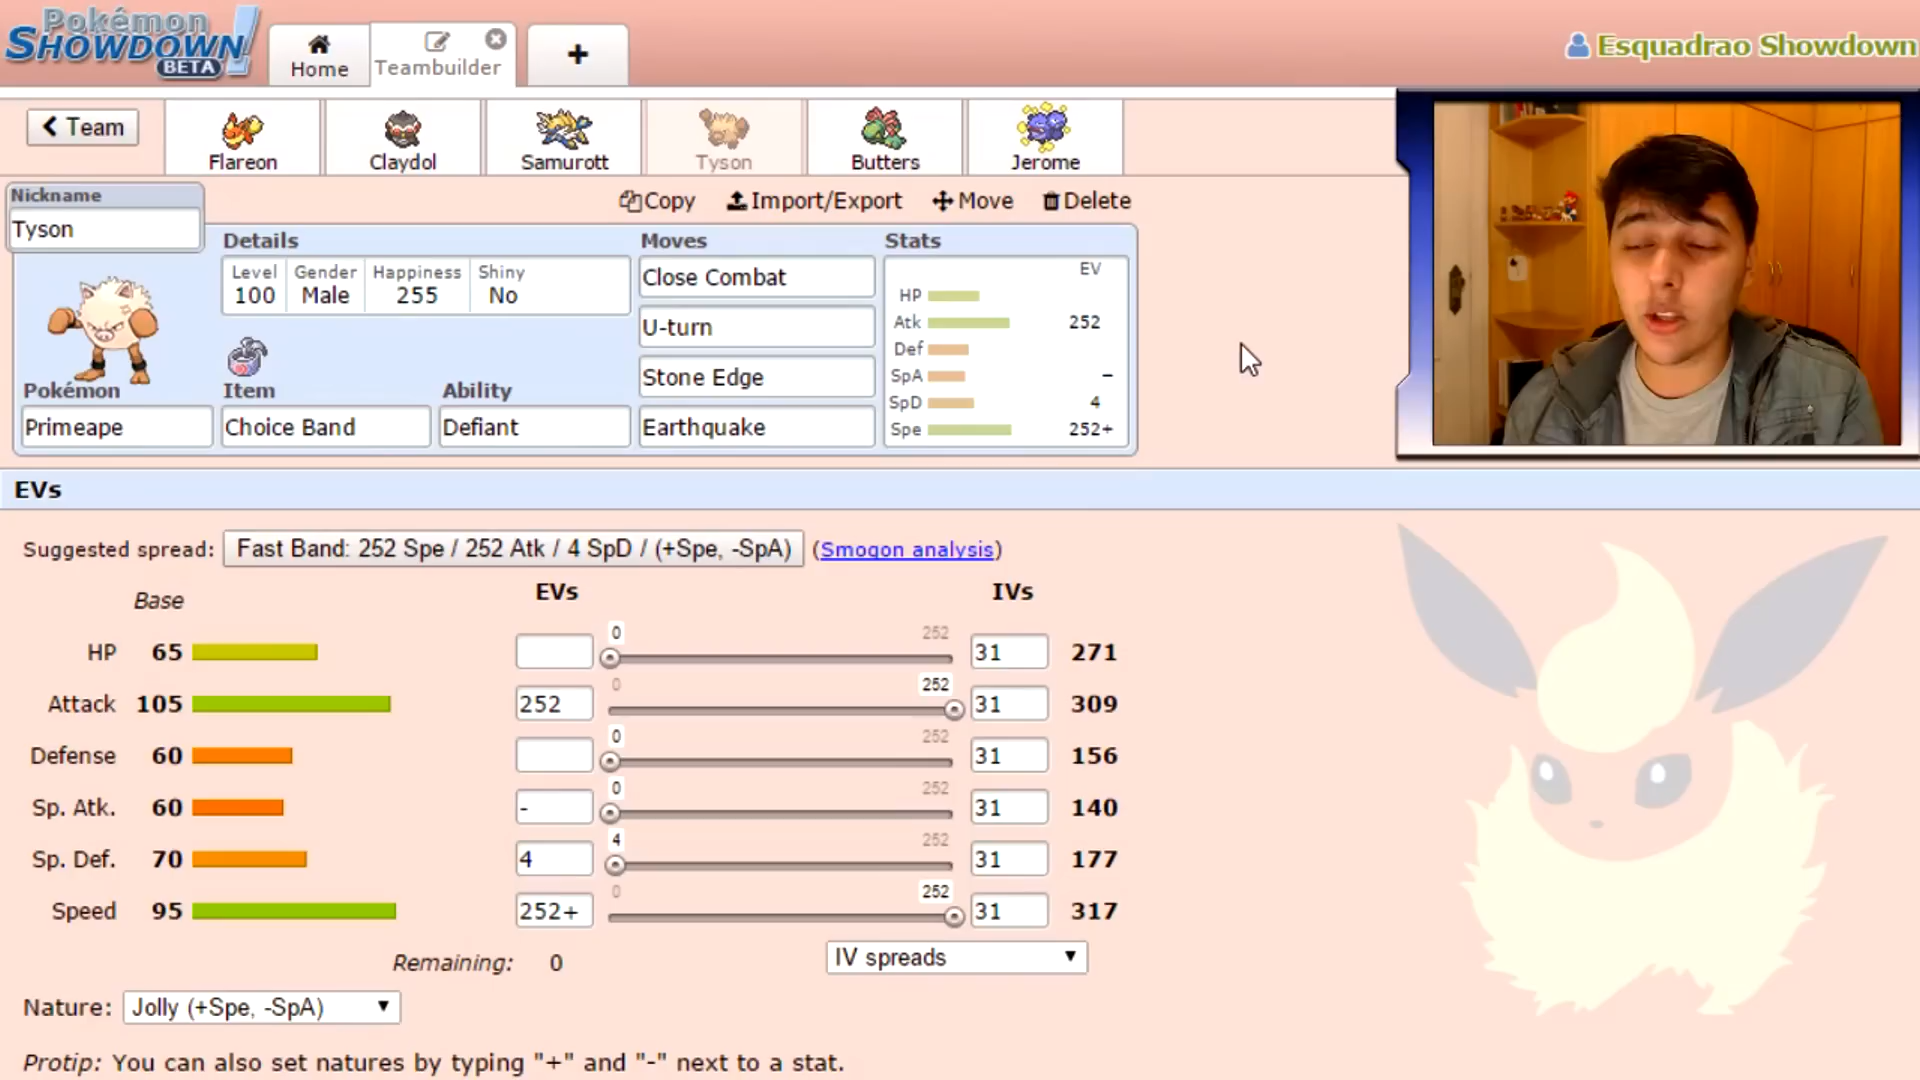 Pokémon
SHOWDOWN!
BETA
Home
Teambuilder
+
Esquadrao Showdown
Team
Flareon
Claydol
Samurott
Tyson
Butters
Jerome
Nickname
Tyson
Copy
Import/Export
Move
Delete
Details
Moves
Stats
Level
Gender
Happiness
Shiny
100
Male
255
No
Close Combat
U-turn
Stone Edge
Earthquake
EV
HP
Atk 252
Def
SpA –
SpD 4
Spe 252+
Pokémon
Item
Ability
Primeape
Choice Band
Defiant
EVs
Suggested spread: Fast Band: 252 Spe / 252 Atk / 4 SpD / (+Spe, -SpA) (Smogon analysis)
Base
EVs
IVs
0 252
HP 65 31 271
0 252
Attack 105 252 31 309
0 252
Defense 60 31 156
0 252
Sp. Atk. 60 - 31 140
4 252
Sp. Def. 70 4 31 177
0 252
Speed 95 252+ 31 317
Remaining: 0
IV spreads
Nature: Jolly (+Spe, -SpA)
Protip: You can also set natures by typing "+" and "-" next to a stat.